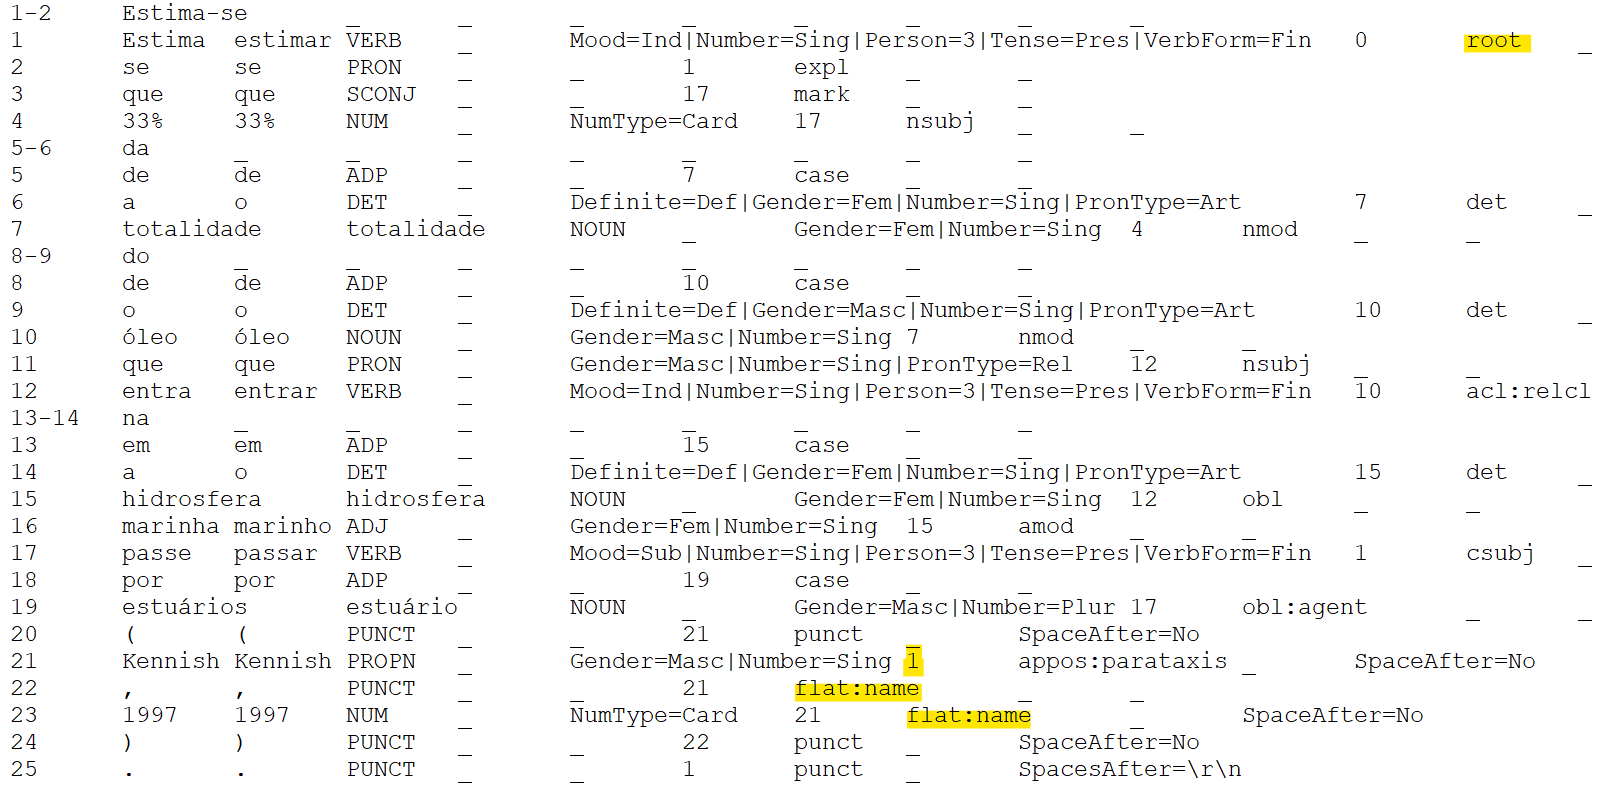 1-2 Estima-se _ _ _ _ _ _ _ _
1 Estima estimar VERB _ Mood=Ind|Number=Sing|Person=3|Tense=Pres|VerbForm=Fin 0 root _
2 se se PRON _ _ 1 expl _ _
3 que que SCONJ _ _ 17 mark _ _
4 33% 33% NUM _ NumType=Card 17 nsubj _ _
5-6 da _ _ _ _ _ _ _ _
5 de de ADP _ _ 7 case _ _
6 a o DET _ Definite=Def|Gender=Fem|Number=Sing|PronType=Art 7 det _
7 totalidade totalidade NOUN _ Gender=Fem|Number=Sing 4 nmod _ _
8-9 do _ _ _ _ _ _ _ _
8 de de ADP _ _ 10 case _ _
9 o o DET _ Definite=Def|Gender=Masc|Number=Sing|PronType=Art 10 det _
10 óleo óleo NOUN _ Gender=Masc|Number=Sing 7 nmod _ _
11 que que PRON _ Gender=Masc|Number=Sing|PronType=Rel 12 nsubj _ _
12 entra entrar VERB _ Mood=Ind|Number=Sing|Person=3|Tense=Pres|VerbForm=Fin 10 acl:relcl
13-14 na _ _ _ _ _ _ _ _
13 em em ADP _ _ 15 case _ _
14 a o DET _ Definite=Def|Gender=Fem|Number=Sing|PronType=Art 15 det _
15 hidrosfera hidrosfera NOUN _ Gender=Fem|Number=Sing 12 obl _ _
16 marinha marinho ADJ _ Gender=Fem|Number=Sing 15 amod _ _
17 passe passar VERB _ Mood=Sub|Number=Sing|Person=3|Tense=Pres|VerbForm=Fin 1 csubj _
18 por por ADP _ _ 19 case _ _
19 estuários estuário NOUN _ Gender=Masc|Number=Plur 17 obl:agent _ _
20 ( ( PUNCT _ _ 21 punct _ SpaceAfter=No
21 Kennish Kennish PROPN _ Gender=Masc|Number=Sing 1 appos:parataxis _ SpaceAfter=No
22 , , PUNCT _ _ 21 flat:name _ _
23 1997 1997 NUM _ NumType=Card 21 flat:name _ SpaceAfter=No
24 ) ) PUNCT _ _ 22 punct _ SpaceAfter=No
25 . . PUNCT _ _ 1 punct _ SpacesAfter=\r\n